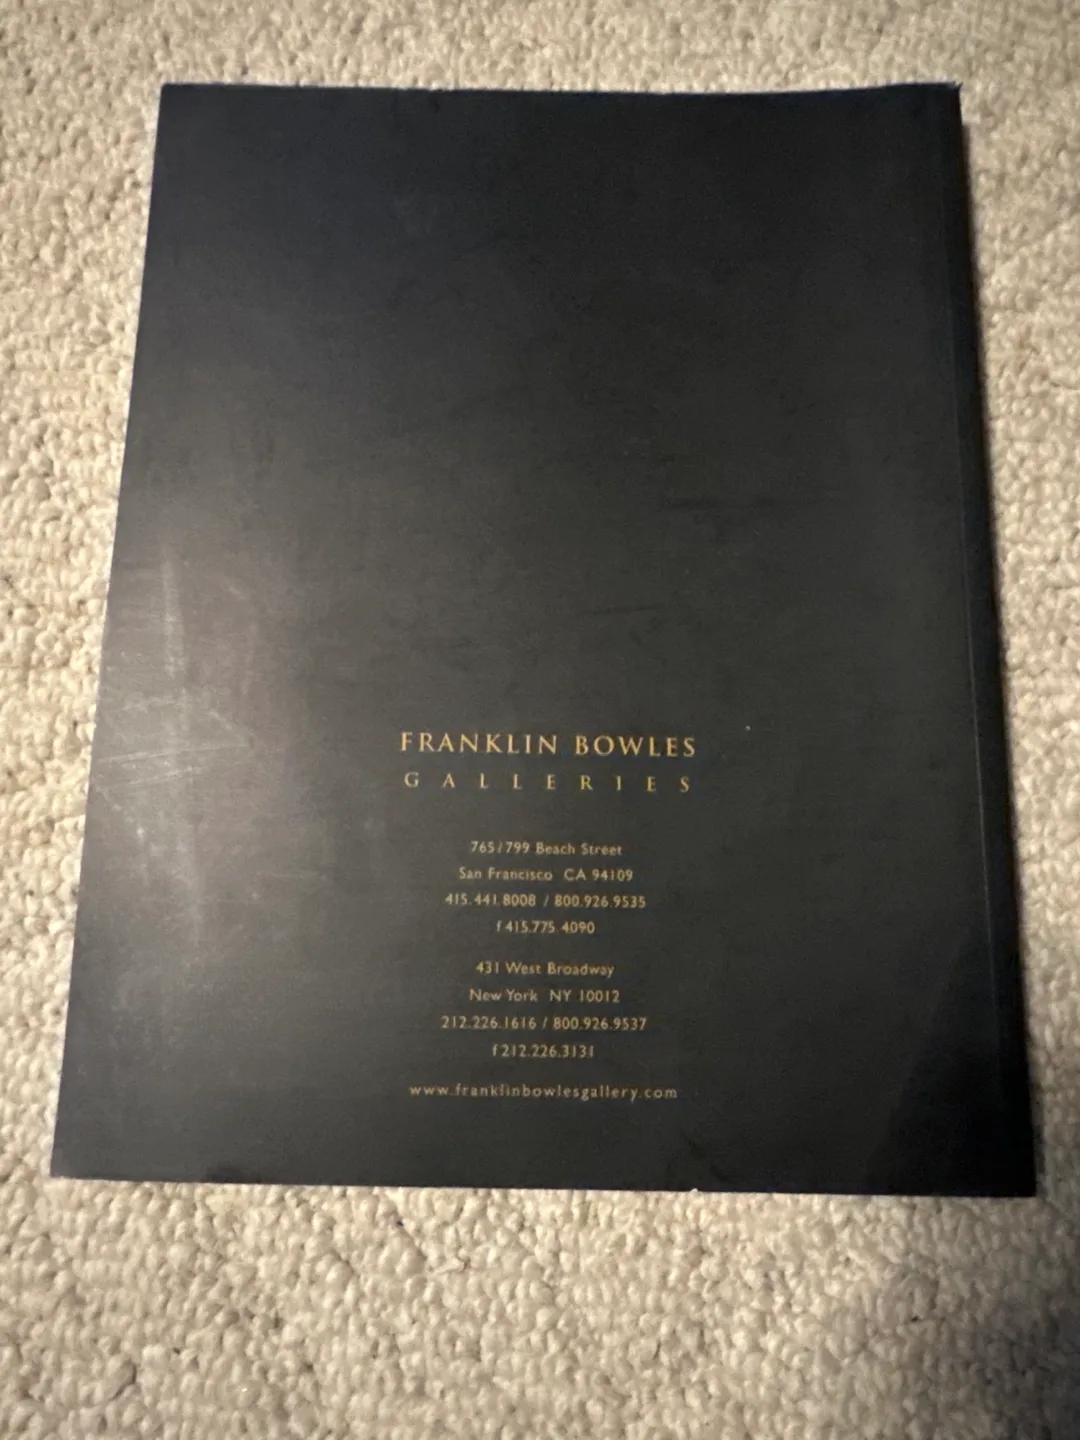 FRANKLIN BOWLES
GALLERIES
765/799 Beach Street
San Francisco CA 94109
415.441.8008 / 800.926.9535
f 415.775.4090
431 West Broadway
New York NY 10012
212.226.1616 / 800.926.9537
f 212.226.3131
www.franklinbowlesgallery.com